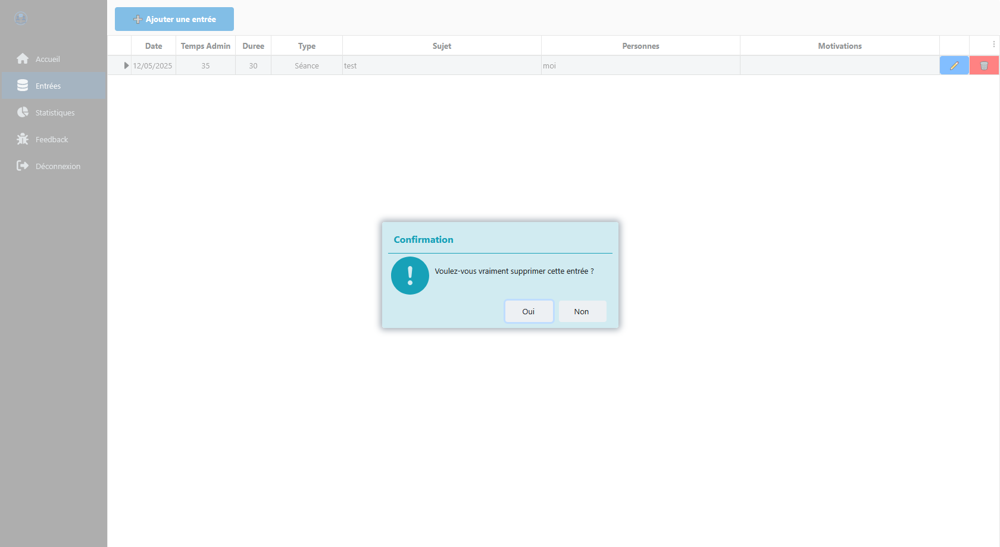 Ajouter une entrée
Date Temps Admin Duree Type Sujet Personnes Motivations
12/05/2025 35 30 Séance test moi
Accueil
Entrées
Statistiques
Feedback
Déconnexion
Confirmation
Voulez-vous vraiment supprimer cette entrée ?
Oui Non